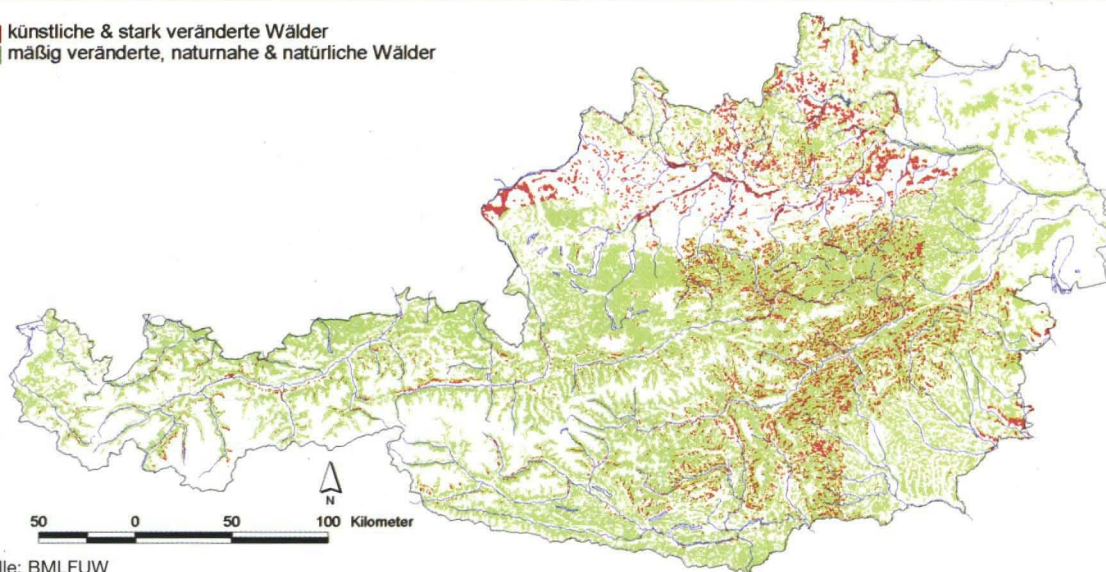 künstliche & stark veränderte Wälder
mäßig veränderte, naturnahe & natürliche Wälder
N
50 0 50 100 Kilometer
lle: BMLFUW